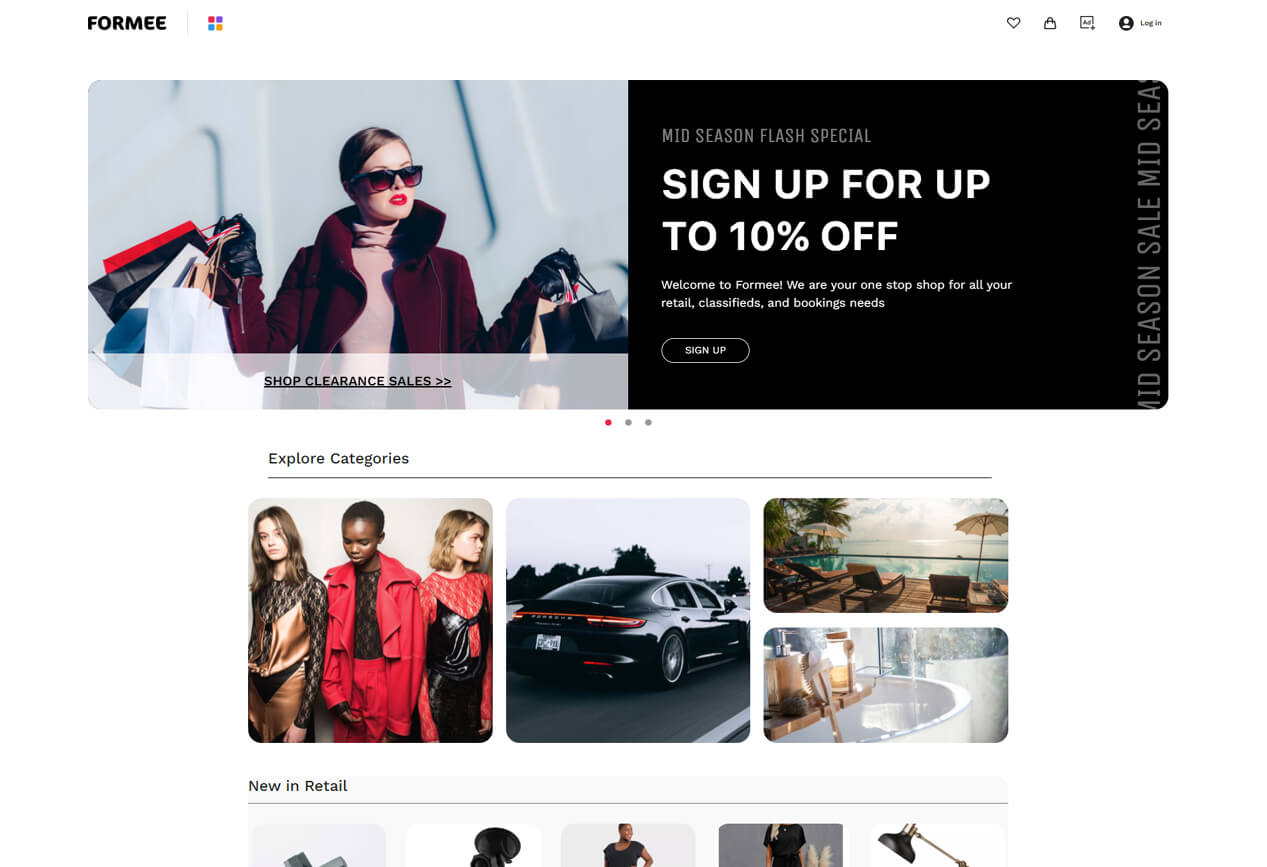 FORMEE
Ad
Log in
MID SEASON FLASH SPECIAL
SIGN UP FOR UP
TO 10% OFF
Welcome to Formee! We are your one stop shop for all your
retail, classifieds, and bookings needs
SIGN UP
MID SEASON SALE MID SEAS
SHOP CLEARANCE SALES >>
Explore Categories
PORSCHE
New in Retail